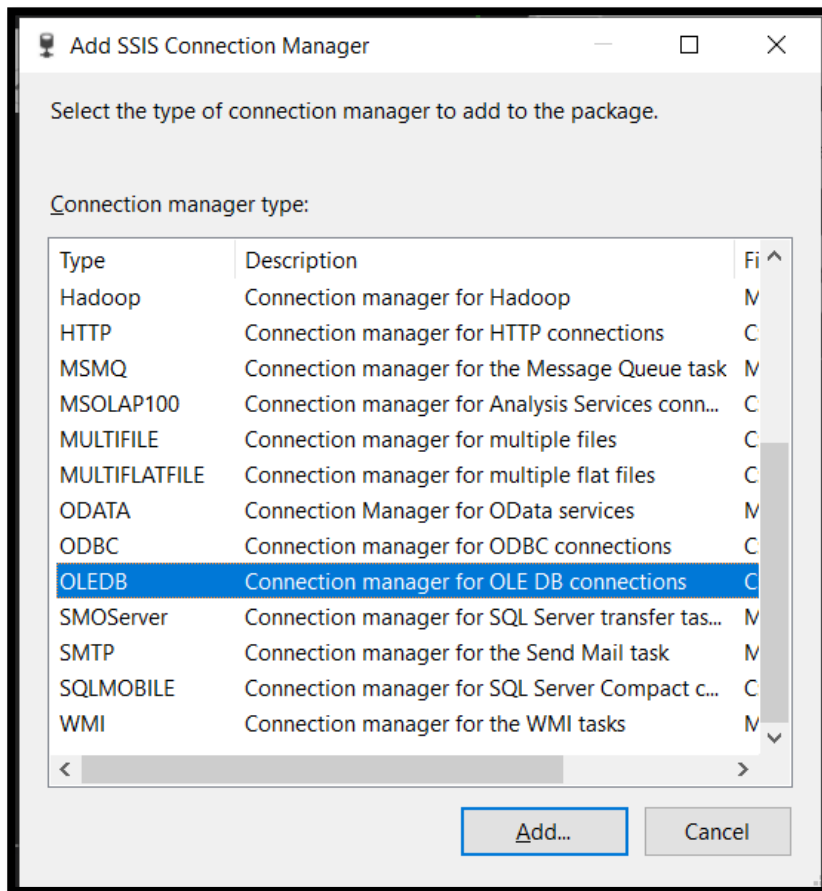 Add SSIS Connection Manager
Select the type of connection manager to add to the package.
Connection manager type:
Type Description Fi
Hadoop Connection manager for Hadoop M
HTTP Connection manager for HTTP connections C:
MSMQ Connection manager for the Message Queue task M
MSOLAP100 Connection manager for Analysis Services conn... C:
MULTIFILE Connection manager for multiple files C:
MULTIFLATFILE Connection manager for multiple flat files C:
ODATA Connection Manager for OData services M
ODBC Connection manager for ODBC connections C:
OLEDB Connection manager for OLE DB connections C
SMOServer Connection manager for SQL Server transfer tas... M
SMTP Connection manager for the Send Mail task M
SQLMOBILE Connection manager for SQL Server Compact c... C:
WMI Connection manager for the WMI tasks M
Add... Cancel